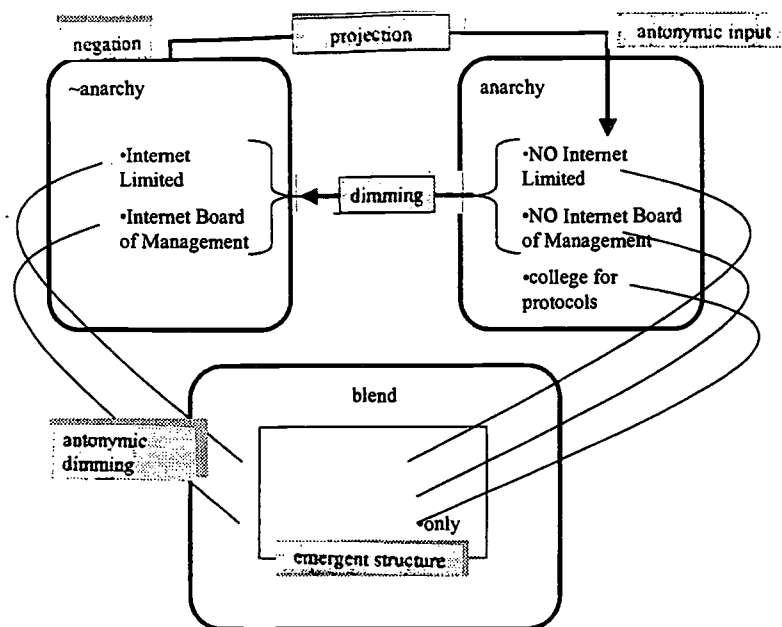 negation
projection
antonymic input
~anarchy
•Internet
Limited
•Internet Board
of Management
dimming
anarchy
•NO Internet
Limited
•NO Internet Board
of Management
•college for
protocols
blend
antonymic
dimming
•only
emergent structure